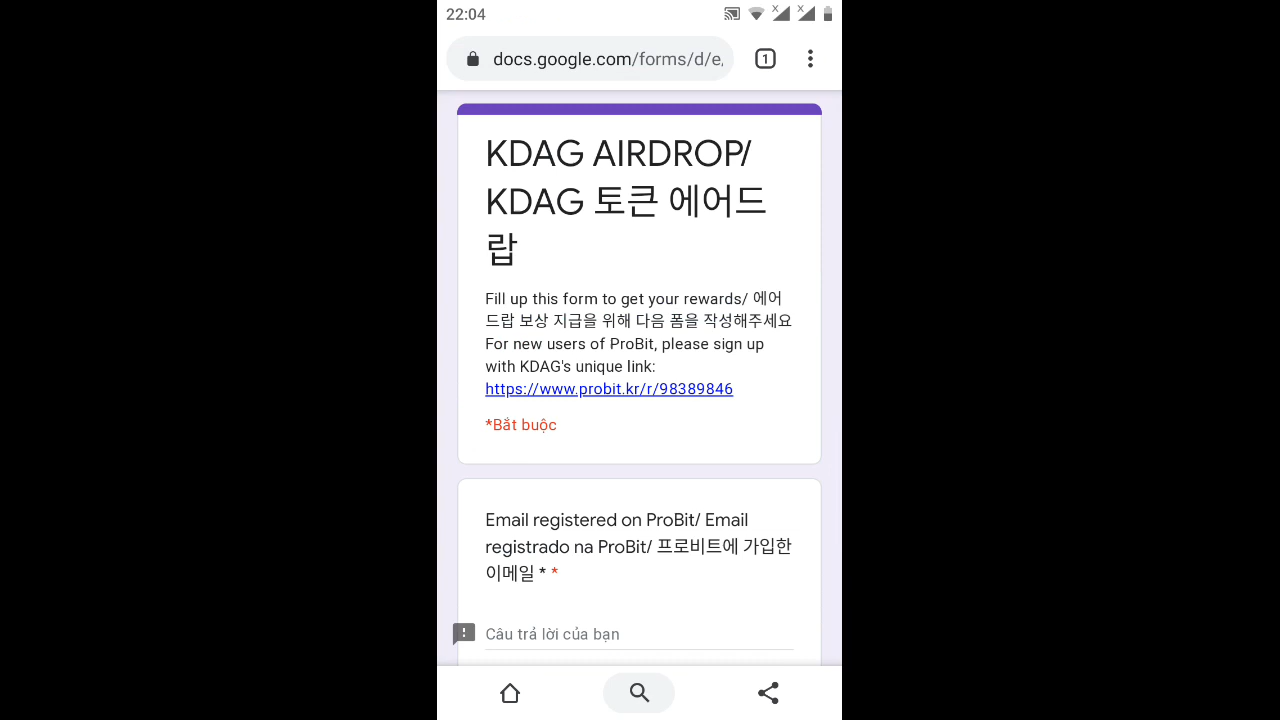 22:04
docs.google.com/forms/d/e
1
KDAG AIRDROP/
KDAG 토큰 에어드
랍
Fill up this form to get your rewards/ 에어
드랍 보상 지급을 위해 다음 폼을 작성해주세요
For new users of ProBit, please sign up
with KDAG's unique link:
https://www.probit.kr/r/98389846
*Bắt buộc
Email registered on ProBit/ Email
registrado na ProBit/ 프로비트에 가입한
이메일 * *
Câu trả lời của bạn